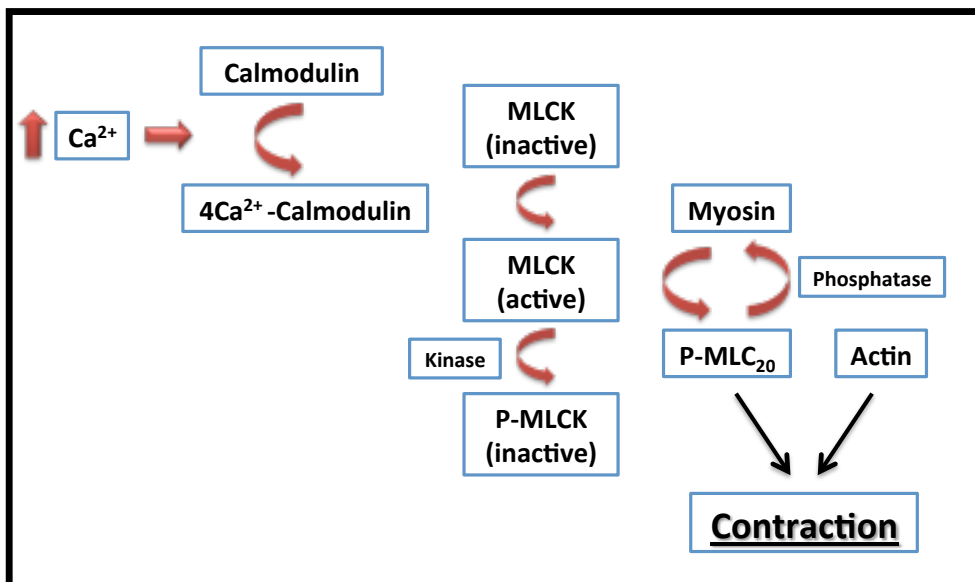 Calmodulin
Ca²⁺
4Ca²⁺ -Calmodulin
MLCK
(inactive)
MLCK
(active)
Kinase
P-MLCK
(inactive)
Myosin
Phosphatase
P-MLC₂₀
Actin
Contraction